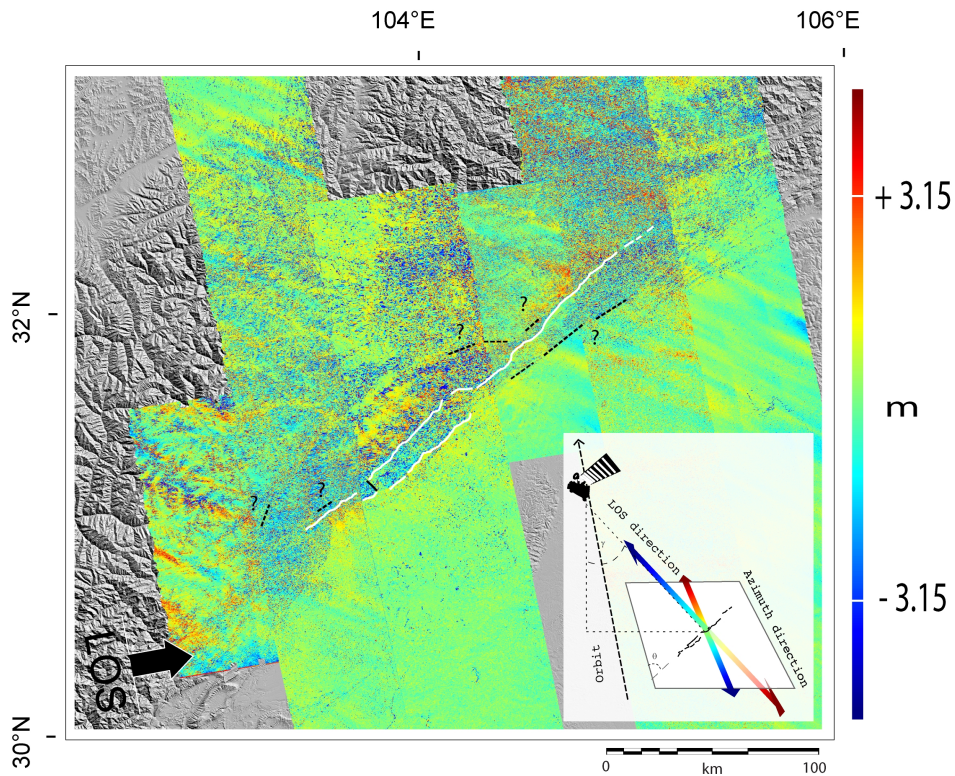 104°E
106°E
32°N
30°N
?
?
?
?
?
LOS
+ 3.15
m
- 3.15
LOS direction
Azimuth direction
Orbit
θ
0
100
km